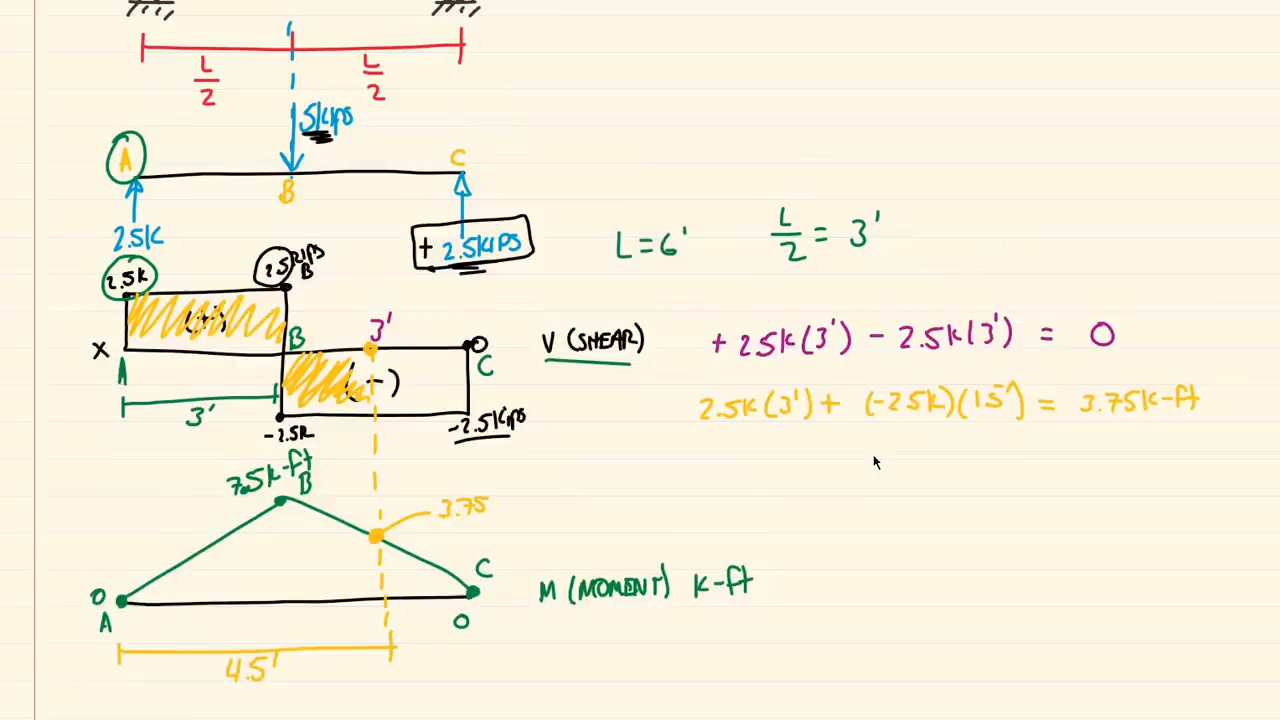 L/2 L/2
5kips
A C
B
2.5k
+ 2.5kips
L=6' L/2 = 3'
2.5k 2.5kips
B
(+) B 3' 0
X V (SHEAR) + 2.5k(3') - 2.5k(3') = 0
A C
(-)
3' 2.5k(3') + (-2.5k)(1.5') = 3.75k-ft
-2.5k -2.5kips
7.5k-ft
B
3.75
C
0 M (MOMENT) k-ft
A 0
4.5'